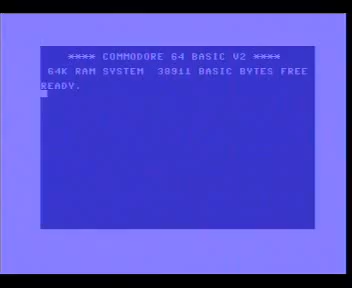 **** COMMODORE 64 BASIC V2 ****
64K RAM SYSTEM  38911 BASIC BYTES FREE
READY.